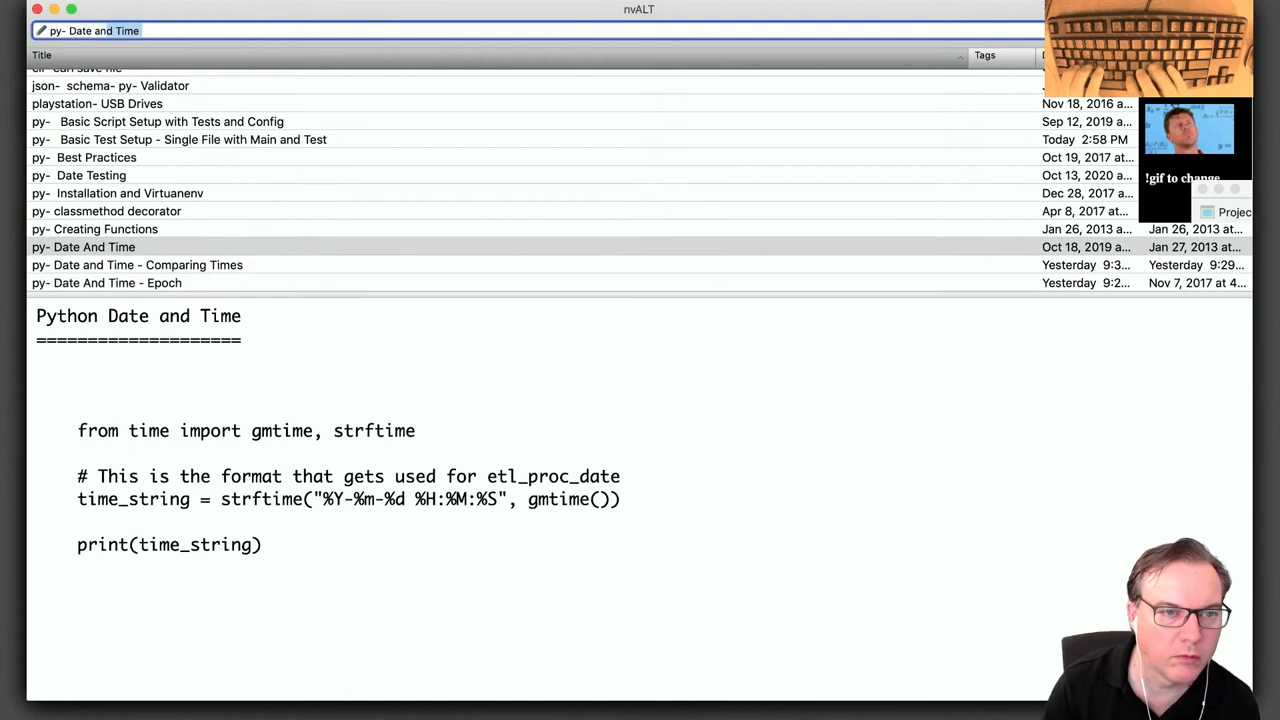 nvALT
py- Date and Time
Title
Tags
json- schema- py- Validator
playstation- USB Drives
Nov 18, 2016 a...
py-   Basic Script Setup with Tests and Config
Sep 12, 2019 a...
py-   Basic Test Setup - Single File with Main and Test
Today  2:58 PM
py-  Best Practices
Oct 19, 2017 at...
py-  Date Testing
Oct 13, 2020 a...
py-  Installation and Virtuanenv
Dec 28, 2017 a...
py- classmethod decorator
Apr 8, 2017 at...
py- Creating Functions
Jan 26, 2013 a...
Jan 26, 2013 at...
py- Date And Time
Oct 18, 2019 a...
Jan 27, 2013 at...
py- Date and Time - Comparing Times
Yesterday  9:3...
Yesterday  9:29...
py- Date And Time - Epoch
Yesterday  9:2...
Nov 7, 2017 at 4...
!gif to change
Projec
Python Date and Time
====================
from time import gmtime, strftime
# This is the format that gets used for etl_proc_date
time_string = strftime("%Y-%m-%d %H:%M:%S", gmtime())
print(time_string)